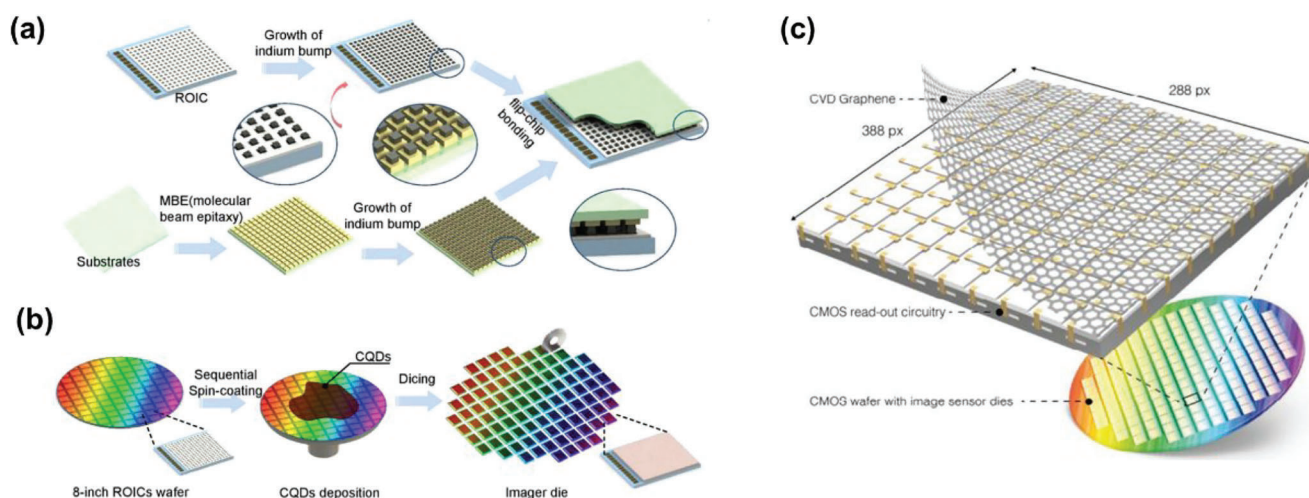 (a)
Growth of
indium bump
ROIC
flip-chip
bonding
MBE(molecular
beam epitaxy)
Growth of
indium bump
Substrates
(b)
Sequential
Spin-coating
CQDs
Dicing
8-inch ROICs wafer
CQDs deposition
Imager die
(c)
CVD Graphene
288 px
388 px
CMOS read-out circuitry
CMOS wafer with image sensor dies